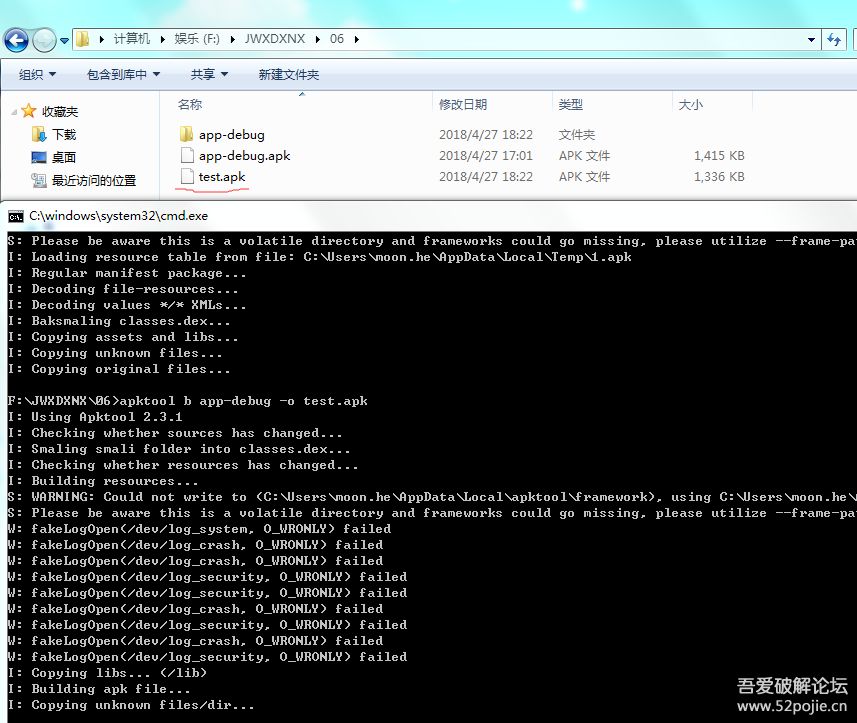 计算机 娱乐 (F:) JWXDXNX 06
组织 包含到库中 共享 新建文件夹
收藏夹
下载
桌面
最近访问的位置
名称 修改日期 类型 大小
app-debug 2018/4/27 18:22 文件夹
app-debug.apk 2018/4/27 17:01 APK 文件 1,415 KB
test.apk 2018/4/27 18:22 APK 文件 1,336 KB
C:\windows\system32\cmd.exe
S: Please be aware this is a volatile directory and frameworks could go missing, please utilize --frame-pa
I: Loading resource table from file: C:\Users\moon.he\AppData\Local\Temp\1.apk
I: Regular manifest package...
I: Decoding file-resources...
I: Decoding values */* XMLs...
I: Baksmaling classes.dex...
I: Copying assets and libs...
I: Copying unknown files...
I: Copying original files...
F:\JWXDXNX\06>apktool b app-debug -o test.apk
I: Using Apktool 2.3.1
I: Checking whether sources has changed...
I: Smaling smali folder into classes.dex...
I: Checking whether resources has changed...
I: Building resources...
S: WARNING: Could not write to (C:\Users\moon.he\AppData\Local\apktool\framework), using C:\Users\moon.he\
S: Please be aware this is a volatile directory and frameworks could go missing, please utilize --frame-pa
W: fakeLogOpen(/dev/log_system, O_WRONLY) failed
W: fakeLogOpen(/dev/log_crash, O_WRONLY) failed
W: fakeLogOpen(/dev/log_crash, O_WRONLY) failed
W: fakeLogOpen(/dev/log_security, O_WRONLY) failed
W: fakeLogOpen(/dev/log_security, O_WRONLY) failed
W: fakeLogOpen(/dev/log_crash, O_WRONLY) failed
W: fakeLogOpen(/dev/log_security, O_WRONLY) failed
W: fakeLogOpen(/dev/log_crash, O_WRONLY) failed
W: fakeLogOpen(/dev/log_security, O_WRONLY) failed
I: Copying libs... (/lib)
I: Building apk file...
I: Copying unknown files/dir...
吾爱破解论坛
www.52pojie.cn